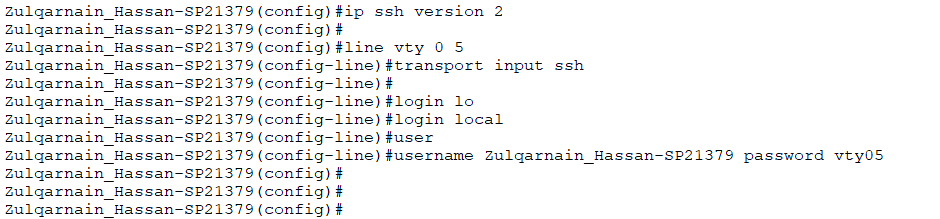 Zulqarnain_Hassan-SP21379(config)#ip ssh version 2
Zulqarnain_Hassan-SP21379(config)#
Zulqarnain_Hassan-SP21379(config)#line vty 0 5
Zulqarnain_Hassan-SP21379(config-line)#transport input ssh
Zulqarnain_Hassan-SP21379(config-line)#
Zulqarnain_Hassan-SP21379(config-line)#login lo
Zulqarnain_Hassan-SP21379(config-line)#login local
Zulqarnain_Hassan-SP21379(config-line)#user
Zulqarnain_Hassan-SP21379(config-line)#username Zulqarnain_Hassan-SP21379 password vty05
Zulqarnain_Hassan-SP21379(config)#
Zulqarnain_Hassan-SP21379(config)#
Zulqarnain_Hassan-SP21379(config)#